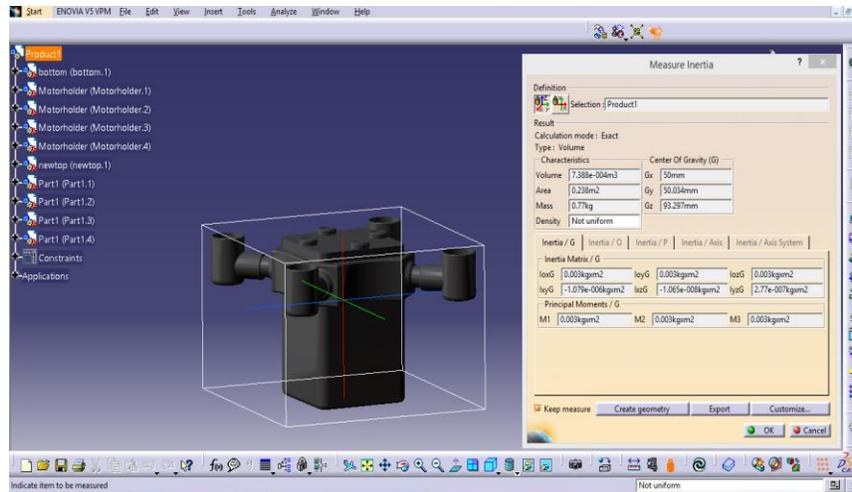 Start ENOVIA V5 VPM File Edit View Insert Tools Analyze Window Help
Product1
bottom (bottom.1)
Motorholder (Motorholder.1)
Motorholder (Motorholder.2)
Motorholder (Motorholder.3)
Motorholder (Motorholder.4)
newtop (newtop.1)
Part1 (Part1.1)
Part1 (Part1.2)
Part1 (Part1.3)
Part1 (Part1.4)
Constraints
Applications
Measure Inertia ?
Definition
Selection : Product1
Result
Calculation mode : Exact
Type : Volume
Characteristics Center Of Gravity (G)
Volume 7.388e-004m3 Gx 50mm
Area 0.238m2 Gy 50.034mm
Mass 0.77kg Gz 93.297mm
Density Not uniform
Inertia / G Inertia / O Inertia / P Inertia / Axis Inertia / Axis System
Inertia Matrix / G
IoxG 0.003kgxm2 IoyG 0.003kgxm2 IozG 0.003kgxm2
IxyG -1.079e-006kgxm2 IxzG -1.065e-008kgxm2 IyzG 2.77e-007kgxm2
Principal Moments / G
M1 0.003kgxm2 M2 0.003kgxm2 M3 0.003kgxm2
Keep measure Create geometry Export Customize...
OK Cancel
Indicate item to be measured
Not uniform